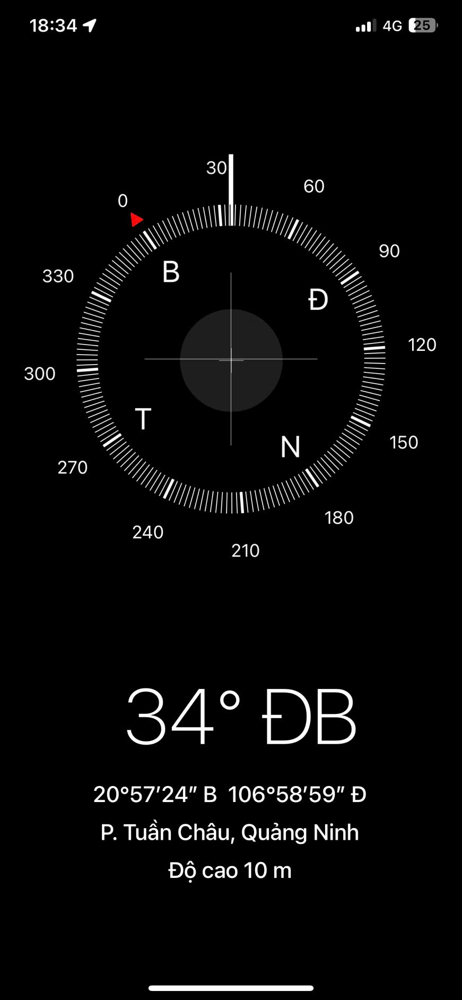 18:34 4G 25
30
0 60
90
330
B
Đ
120
300
T
N
150
270
180
240
210
34° ĐB
20°57′24″ B 106°58′59″ Đ
P. Tuần Châu, Quảng Ninh
Độ cao 10 m